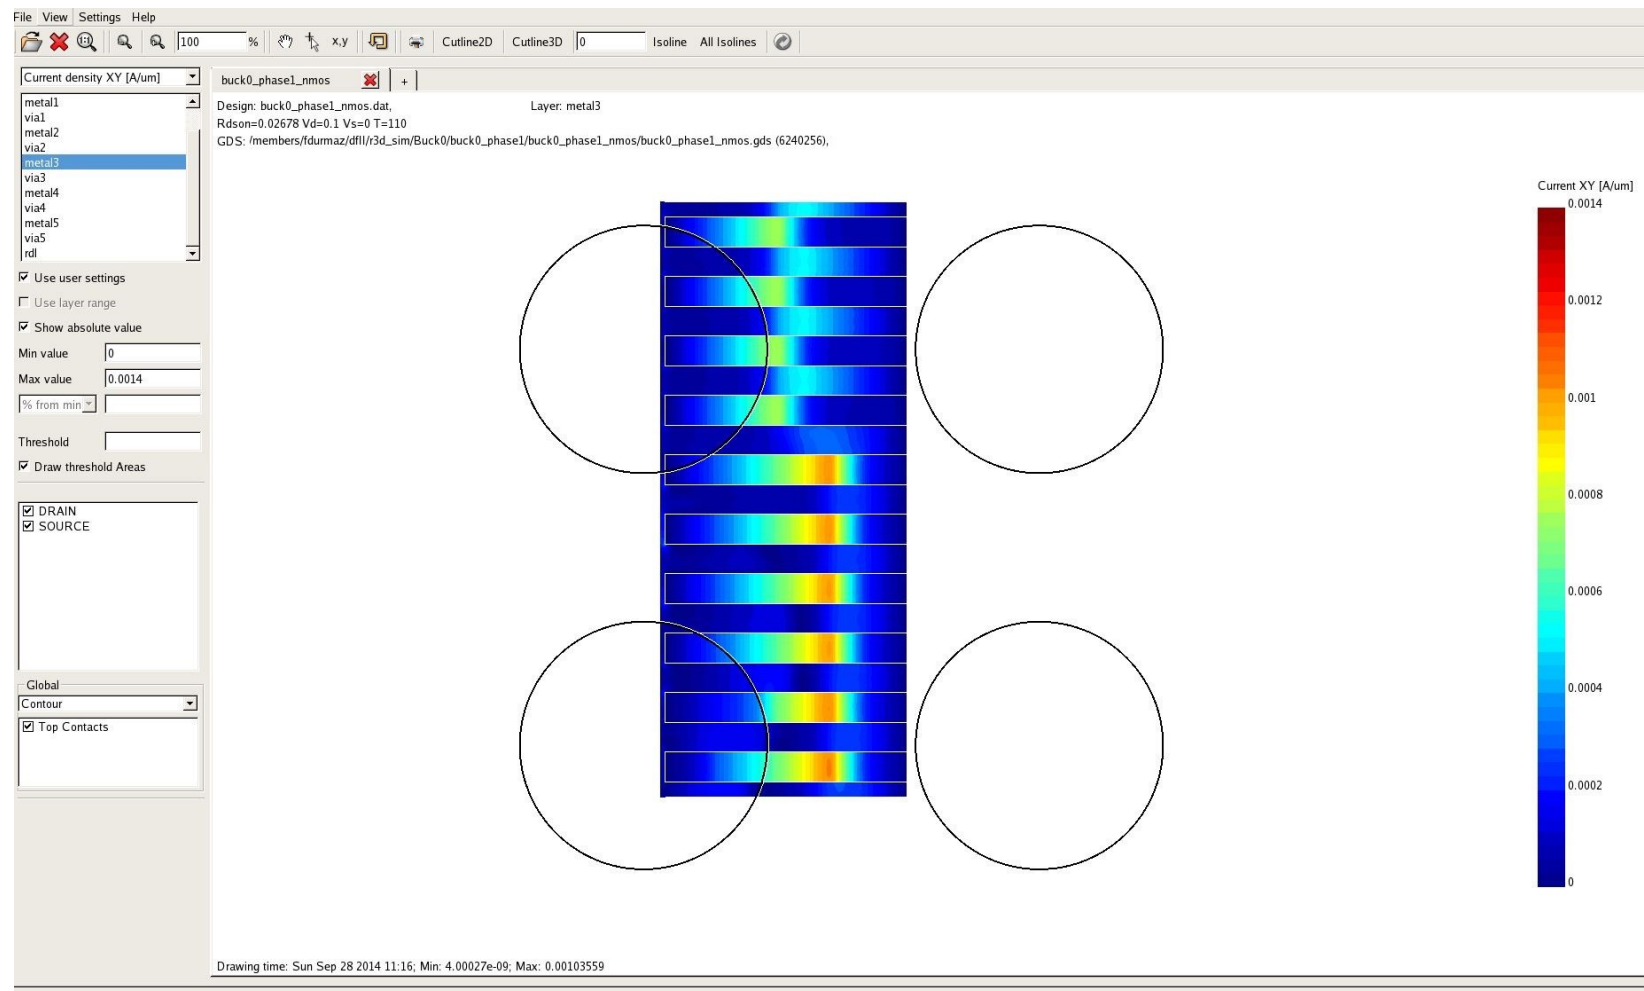 File View Settings Help
100 % x,y Cutline2D Cutline3D 0 Isoline All Isolines
Current density XY [A/um]
metal1
via1
metal2
via2
metal3
via3
metal4
via4
metal5
via5
rdl
Use user settings
Use layer range
Show absolute value
Min value 0
Max value 0.0014
% from min
Threshold
Draw threshold Areas
DRAIN
SOURCE
Global
Contour
Top Contacts
buck0_phase1_nmos +
Design: buck0_phase1_nmos.dat, Layer: metal3
Rdson=0.02678 Vd=0.1 Vs=0 T=110
GDS: /members/fdurmaz/dfll/r3d_sim/Buck0/buck0_phase1/buck0_phase1_nmos/buck0_phase1_nmos.gds (6240256),
Current XY [A/um]
0.0014
0.0012
0.001
0.0008
0.0006
0.0004
0.0002
0
Drawing time: Sun Sep 28 2014 11:16; Min: 4.00027e-09; Max: 0.00103559